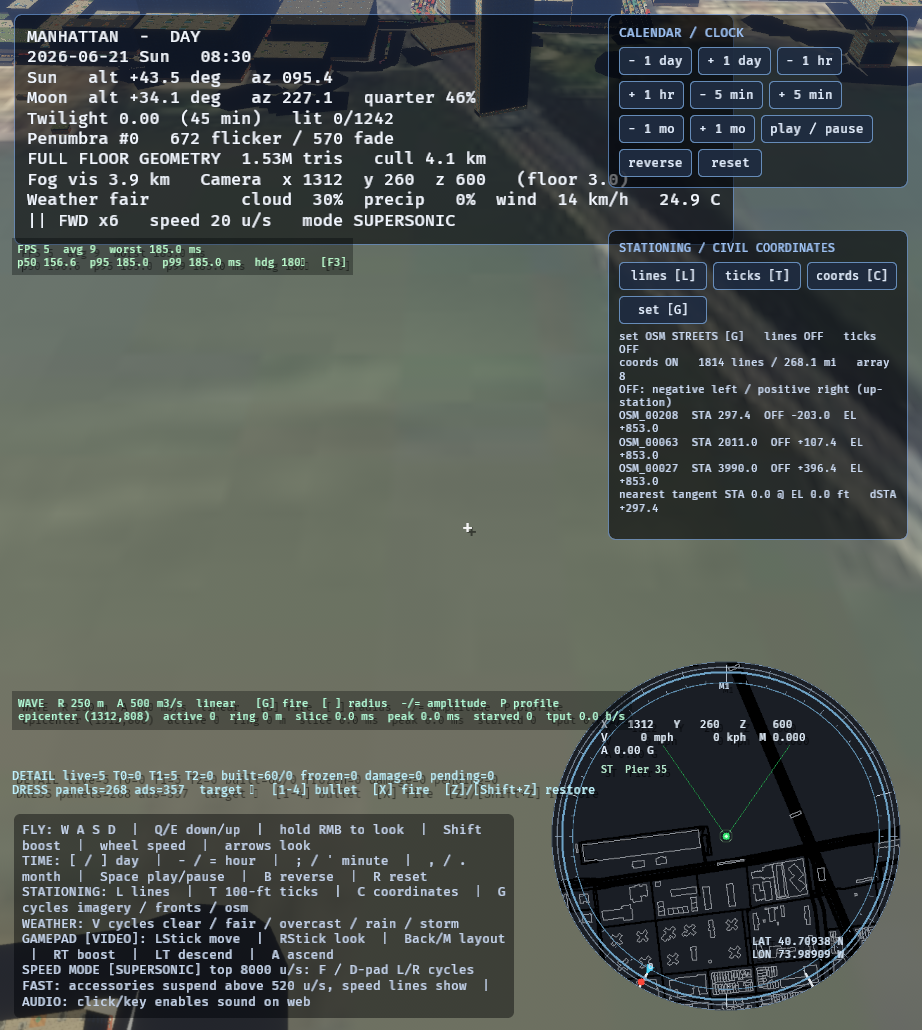 MANHATTAN  -  DAY
2026-06-21 Sun   08:30
Sun   alt +43.5 deg   az 095.4
Moon  alt +34.1 deg   az 227.1   quarter 46%
Twilight 0.00  (45 min)   lit 0/1242
Penumbra #0   672 flicker / 570 fade
FULL FLOOR GEOMETRY  1.53M tris   cull 4.1 km
Fog vis 3.9 km   Camera  x 1312  y 260  z 600   (floor 3.0)
Weather fair         cloud  30%  precip   0%  wind  14 km/h   24.9 C
|| FWD x6   speed 20 u/s   mode SUPERSONIC
FPS 5  avg 9  worst 185.0 ms
p50 156.6  p95 185.0  p99 185.0 ms  hdg 180  [F3]
CALENDAR / CLOCK
- 1 day
+ 1 day
- 1 hr
+ 1 hr
- 5 min
+ 5 min
- 1 mo
+ 1 mo
play / pause
reverse
reset
STATIONING / CIVIL COORDINATES
lines [L]
ticks [T]
coords [C]
set [G]
set OSM STREETS [G]   lines OFF   ticks
OFF
coords ON   1814 lines / 268.1 mi   array
8
OFF: negative left / positive right (up-
station)
OSM_00208  STA 297.4  OFF -203.0  EL
+853.0
OSM_00063  STA 2011.0  OFF +107.4  EL
+853.0
OSM_00027  STA 3990.0  OFF +396.4  EL
+853.0
nearest tangent STA 0.0 @ EL 0.0 ft   dSTA
+297.4
WAVE  R 250 m  A 500 m3/s  linear   [G] fire  [ ] radius  -/= amplitude  P profile
epicenter (1312,808)  active 0  ring 0 m  slice 0.0 ms  peak 0.0 ms  starved 0  tput 0.0 b/s
DETAIL live=5 T0=0 T1=5 T2=0 built=60/0 frozen=0 damage=0 pending=0
DRESS panels=268 ads=357  target  [1-4] bullet  [X] fire  [Z]/[Shift+Z] restore
FLY: W A S D  |  Q/E down/up  |  hold RMB to look  |  Shift
boost  |  wheel speed  |  arrows look
TIME: [ / ] day  |  - / = hour  |  ; / ' minute  |  , / .
month  |  Space play/pause  |  B reverse  |  R reset
STATIONING: L lines  |  T 100-ft ticks  |  C coordinates  |  G
cycles imagery / fronts / osm
WEATHER: V cycles clear / fair / overcast / rain / storm
GAMEPAD [VIDEO]: LStick move  |  RStick look  |  Back/M layout
|  RT boost  |  LT descend  |  A ascend
SPEED MODE [SUPERSONIC] top 8000 u/s: F / D-pad L/R cycles
FAST: accessories suspend above 520 u/s, speed lines show  |
AUDIO: click/key enables sound on web
X   1312   Y   260   Z    600
V     0 mph      0 kph  M 0.000
A 0.00 G
ST  Pier 35
LAT 40.70938 N
LON 73.98909 W